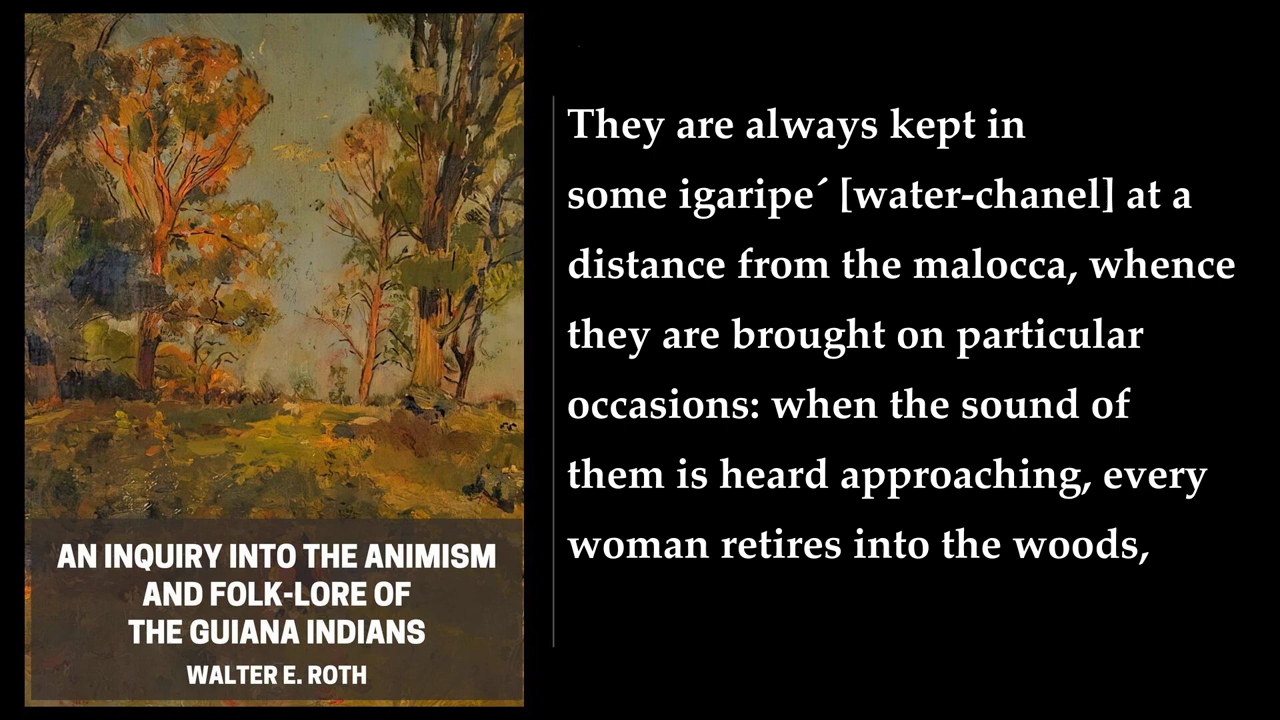 They are always kept in
some igaripe´ [water-chanel] at a
distance from the malocca, whence
they are brought on particular
occasions: when the sound of
them is heard approaching, every
woman retires into the woods,
AN INQUIRY INTO THE ANIMISM
AND FOLK-LORE OF
THE GUIANA INDIANS
WALTER E. ROTH